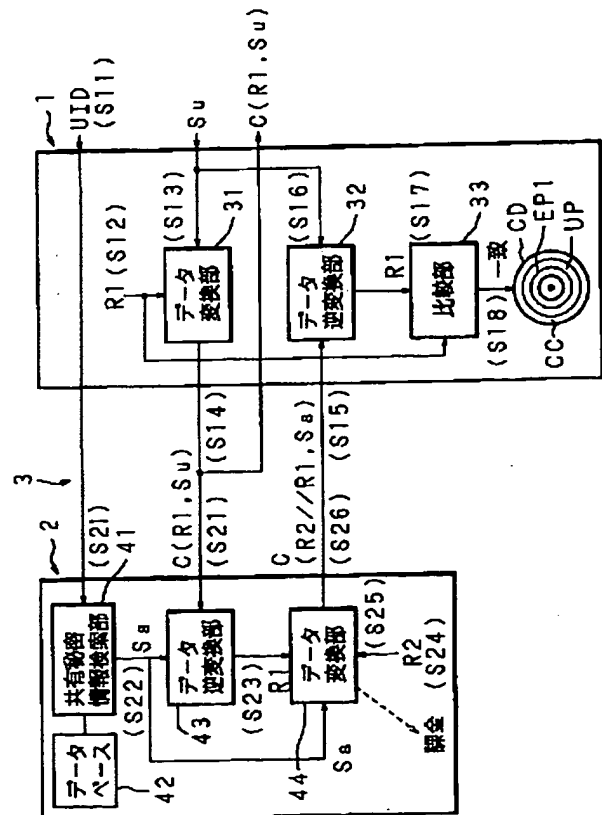 1
UID
(S11)
Su
C(R1,Su)
R1(S12)
(S13)
データ
変換部
31
(S14)
(S16)
データ
逆変換部
32
R1
(S17)
比較部
33
一致
(S18)
CD
EP1
UP
CC
3
C(R1,Su)
(S21)
C
(R2//R1,Sa)
(S26)
(S15)
2
(S21)
41
共有秘密
情報検索部
(S22)
Sa
データ
ベース
42
データ
逆変換部
43
(S23)
R1
データ
変換部
44
Sa
(S25)
R2
(S24)
課金